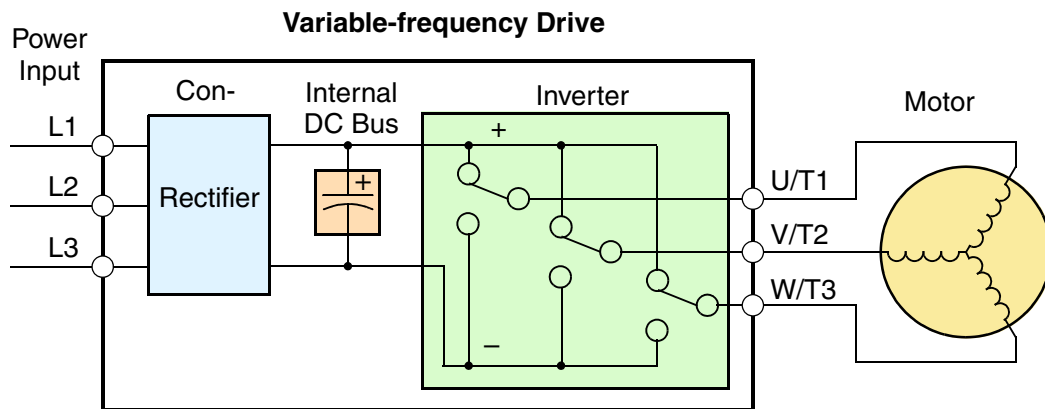 Variable-frequency Drive
Power
Input
Con-
Internal
DC Bus
Inverter
Motor
L1
L2
L3
Rectifier
+
+
–
U/T1
V/T2
W/T3